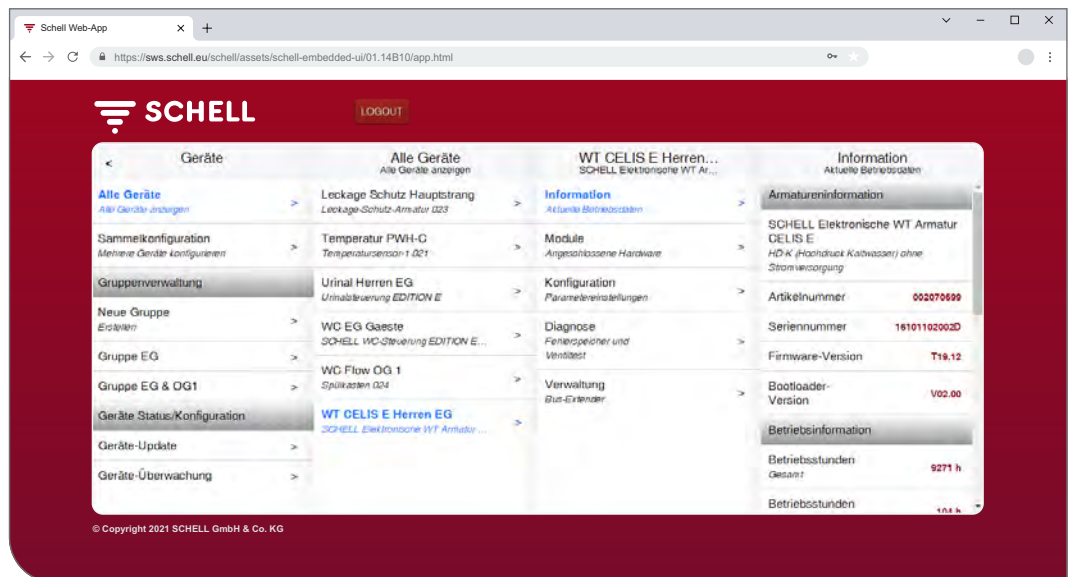 Schell Web-App
https://sws.schell.eu/schell/assets/schell-embedded-ui/01.14B10/app.html
SCHELL
LOGOUT
< Geräte
Alle Geräte
Alle Geräte anzeigen
Sammelkonfiguration
Mehrere Geräte konfigurieren
Gruppenverwaltung
Neue Gruppe
Erstellen
Gruppe EG
Gruppe EG & OG1
Geräte Status/Konfiguration
Geräte-Update
Geräte-Überwachung
Alle Geräte
Alle Geräte anzeigen
Leckage Schutz Hauptstrang
Leckage-Schutz-Armatur 023
Temperatur PWH-C
Temperatursensor-1 021
Urinal Herren EG
Urinalsteuerung EDITION E
WC EG Gaeste
SCHELL WC-Steuerung EDITION E...
WC Flow OG 1
Spülkasten 024
WT CELIS E Herren EG
SCHELL Elektronische WT Armatur ...
WT CELIS E Herren...
SCHELL Elektronische WT Ar...
Information
Aktuelle Betriebsdaten
Module
Angeschlossene Hardware
Konfiguration
Parametereinstellungen
Diagnose
Fehlerspeicher und
Ventiltest
Verwaltung
Bus-Extender
Information
Aktuelle Betriebsdaten
Armatureninformation
SCHELL Elektronische WT Armatur
CELIS E
HD-K (Hochdruck Kaltwasser) ohne
Stromversorgung
Artikelnummer 002070699
Seriennummer 16101102002D
Firmware-Version T19.12
Bootloader-
Version V02.00
Betriebsinformation
Betriebsstunden
Gesamt 9271 h
Betriebsstunden
104 h
© Copyright 2021 SCHELL GmbH & Co. KG